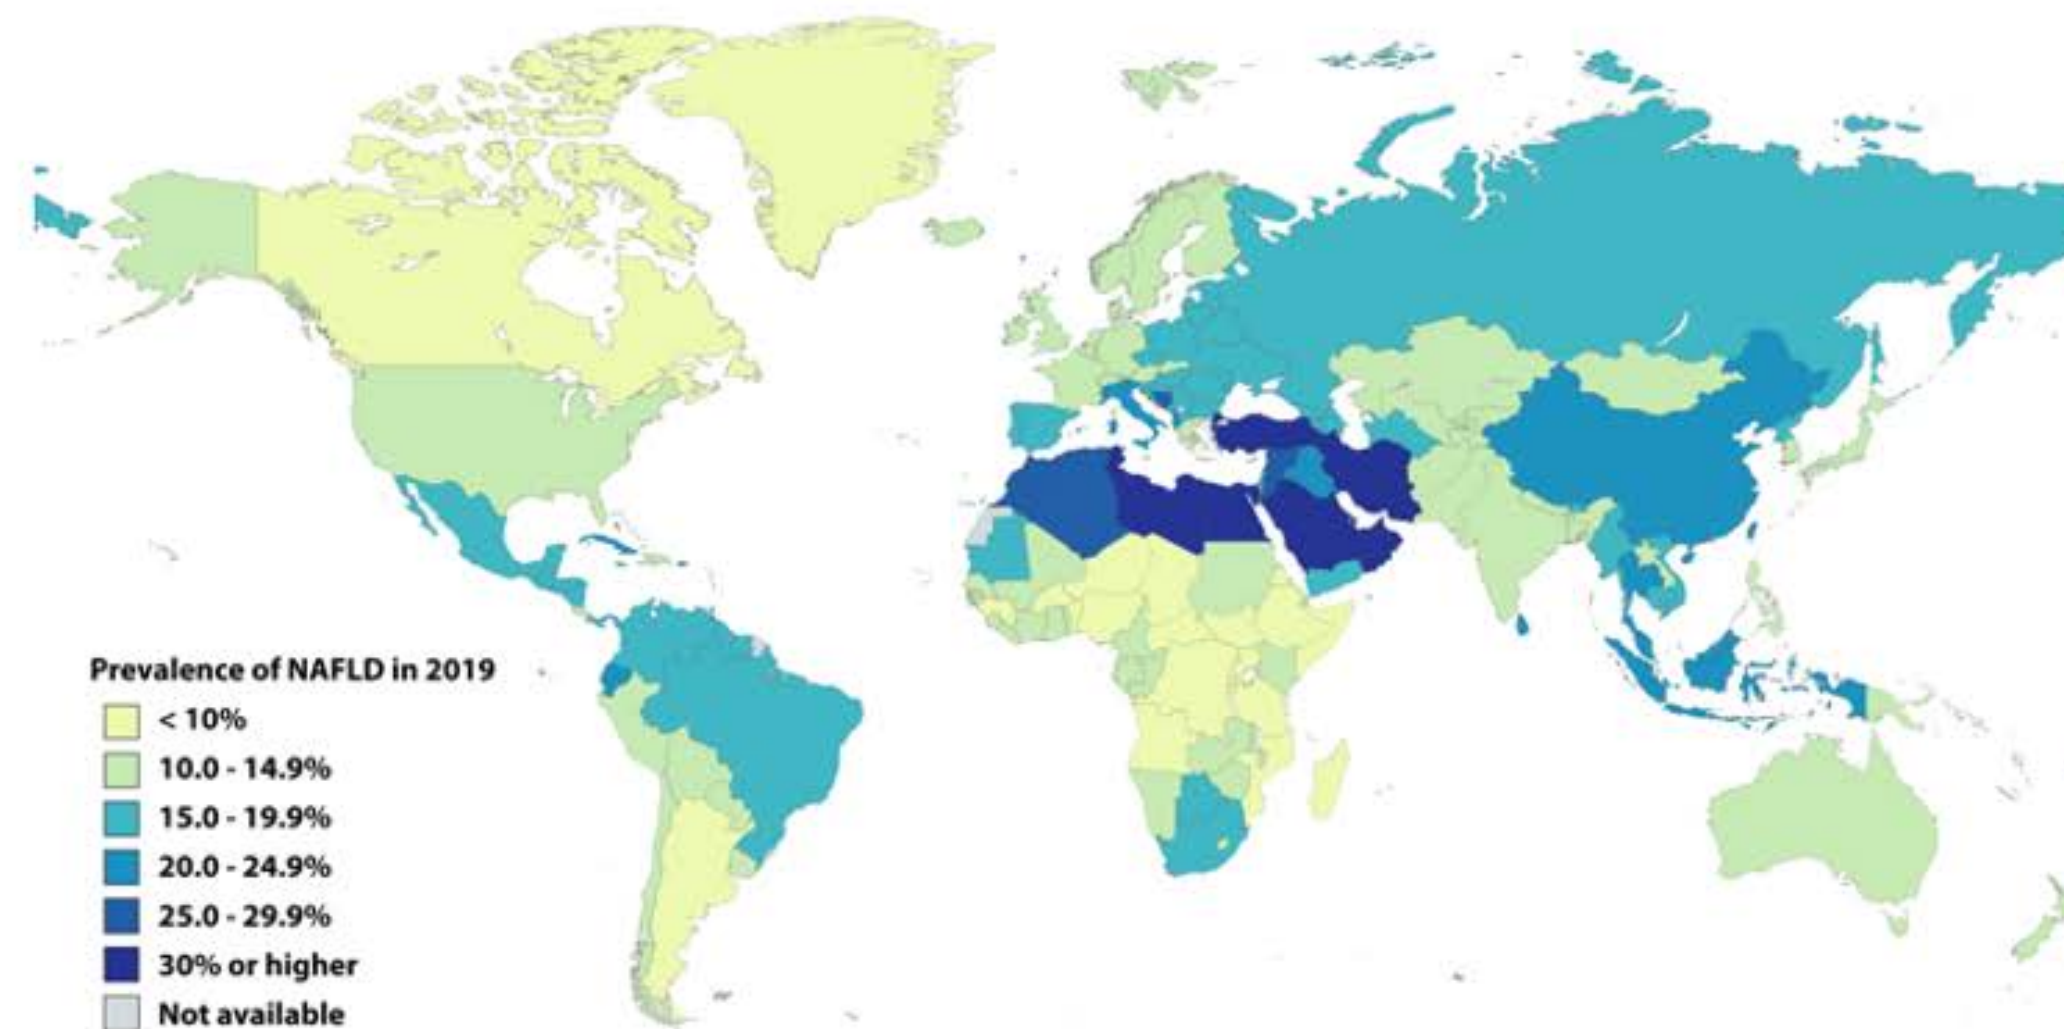 Prevalence of NAFLD in 2019
< 10%
10.0 - 14.9%
15.0 - 19.9%
20.0 - 24.9%
25.0 - 29.9%
30% or higher
Not available